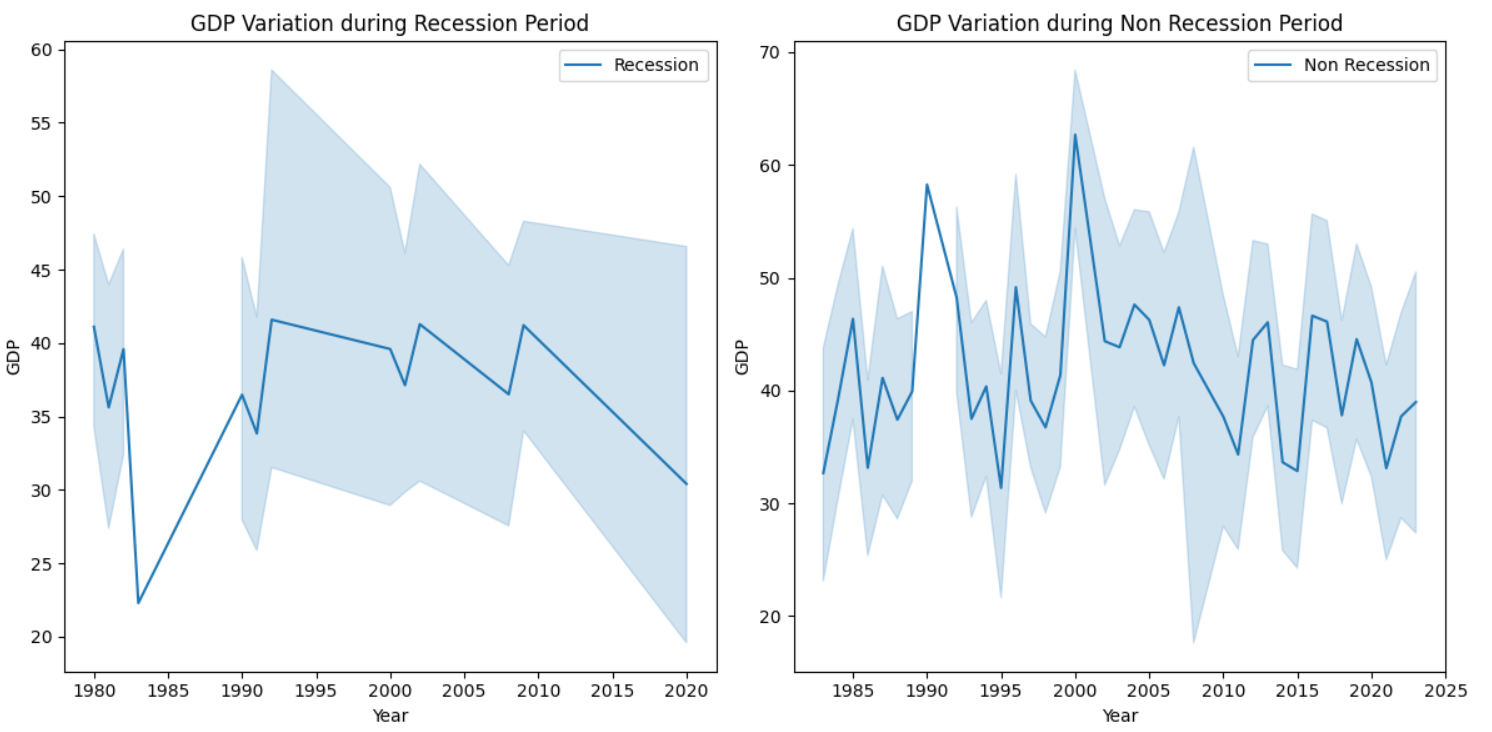 GDP Variation during Recession Period
Recession
60
55
50
45
40
35
30
25
20
GDP
1980 1985 1990 1995 2000 2005 2010 2015 2020
Year
GDP Variation during Non Recession Period
Non Recession
70
60
50
40
30
20
GDP
1985 1990 1995 2000 2005 2010 2015 2020 2025
Year